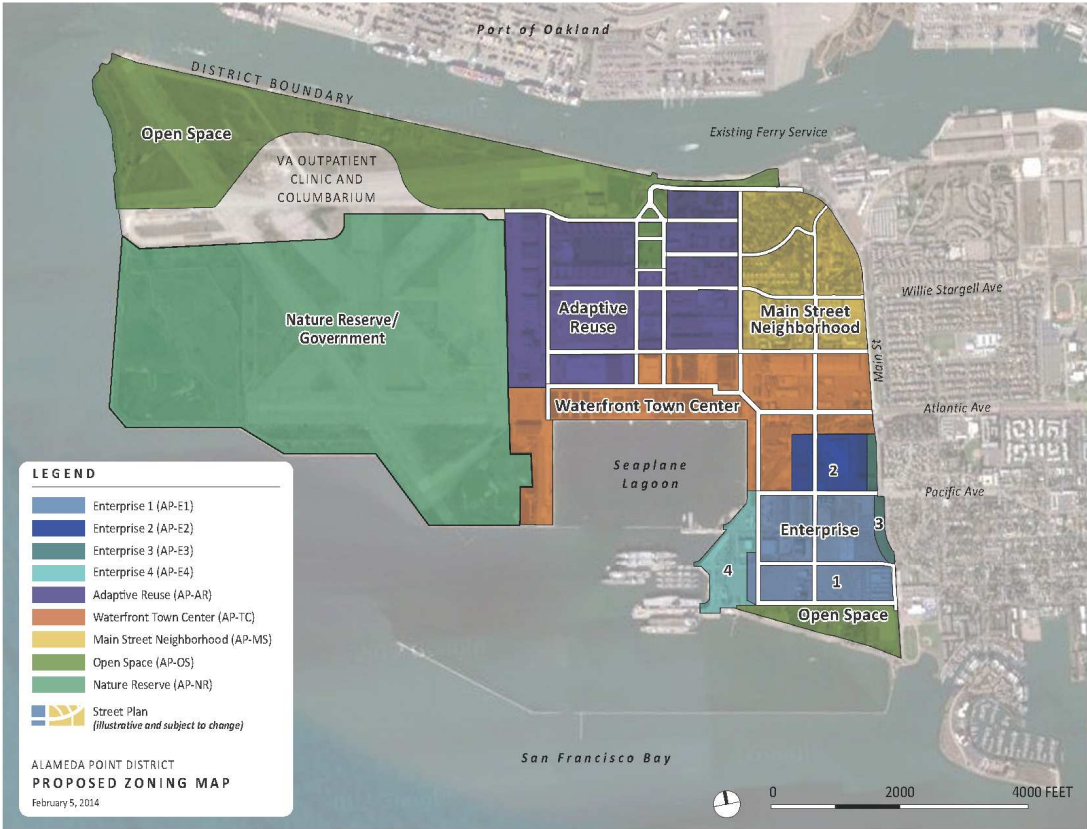 Port of Oakland
DISTRICT BOUNDARY
Open Space
Existing Ferry Service
VA OUTPATIENT
CLINIC AND
COLUMBARIUM
Willie Stargell Ave
Nature Reserve/
Government
Adaptive
Reuse
Main Street
Neighborhood
Main St
Waterfront Town Center
Atlantic Ave
Seaplane
Lagoon
2
Pacific Ave
Enterprise
3
4
1
Open Space
LEGEND
Enterprise 1 (AP-E1)
Enterprise 2 (AP-E2)
Enterprise 3 (AP-E3)
Enterprise 4 (AP-E4)
Adaptive Reuse (AP-AR)
Waterfront Town Center (AP-TC)
Main Street Neighborhood (AP-MS)
Open Space (AP-OS)
Nature Reserve (AP-NR)
Street Plan
(illustrative and subject to change)
ALAMEDA POINT DISTRICT
PROPOSED ZONING MAP
February 5, 2014
San Francisco Bay
0 2000 4000 FEET